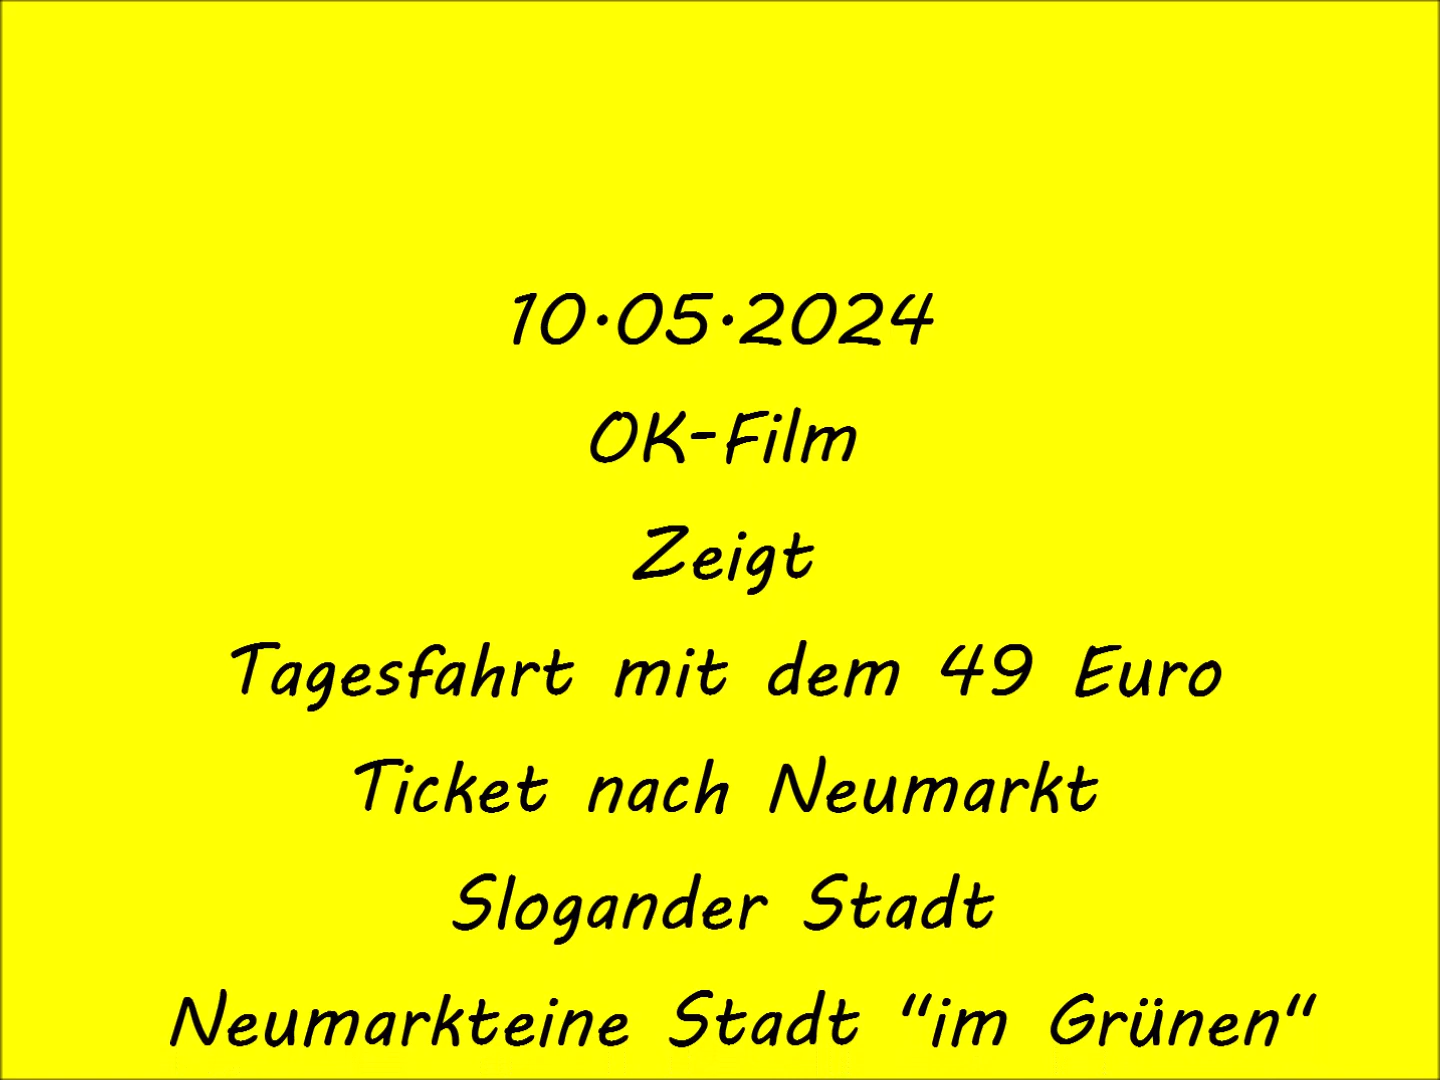 10.05.2024
OK-Film
Zeigt
Tagesfahrt mit dem 49 Euro
Ticket nach Neumarkt
Slogander Stadt
Neumarkteine Stadt "im Grünen"